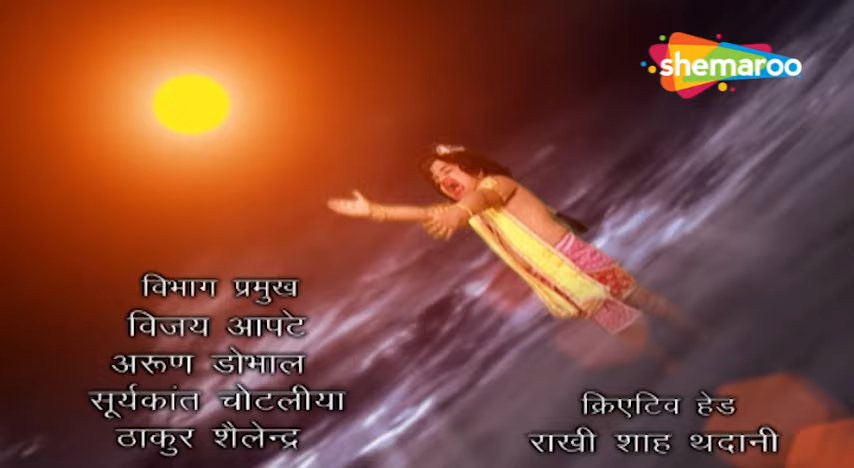 shemaroo
विभाग प्रमुख
विजय आपटे
अरूण डोभाल
सूर्यकांत चोटलीया
ठाकुर शैलेन्द्र
क्रिएटिव हेड
राखी शाह थदानी